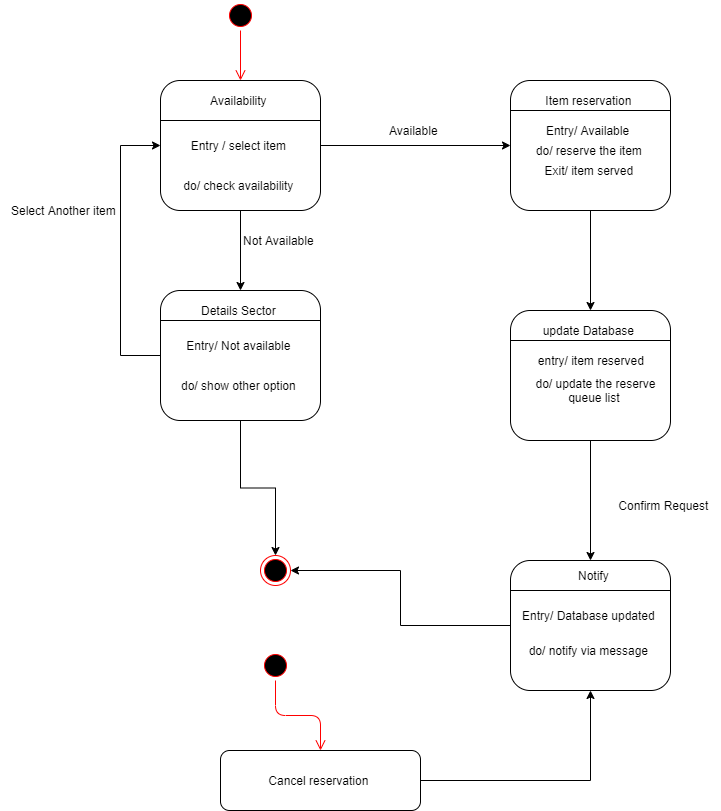 Availability
Entry / select item
do/ check availability
Available
Item reservation
Entry/ Available
do/ reserve the item
Exit/ item served
Select Another item
Not Available
Details Sector
Entry/ Not available
do/ show other option
update Database
entry/ item reserved
do/ update the reserve
queue list
Confirm Request
Notify
Entry/ Database updated
do/ notify via message
Cancel reservation